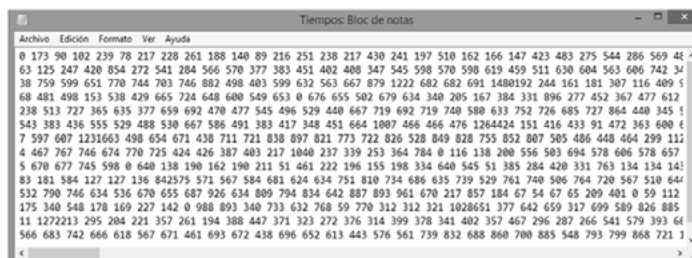 Tiempos: Bloc de notas
Archivo Edición Formato Ver Ayuda
0 173 90 102 239 78 217 228 261 188 140 89 216 251 238 217 430 241 197 510 162 166 147 423 483 275 544 286 569 48
63 125 247 420 854 272 541 284 566 570 377 383 451 402 408 347 545 598 570 598 619 459 511 630 604 563 606 742 34
38 759 599 651 770 744 703 746 882 498 403 599 632 563 667 879 1222 682 682 691 1480192 244 161 181 307 116 409 9
68 481 498 153 538 429 665 724 648 600 549 653 0 676 655 502 679 634 340 205 167 384 331 896 277 452 367 477 612
238 513 727 365 635 377 659 692 470 477 545 496 529 440 667 719 692 719 740 580 633 752 726 685 727 864 440 345 5
543 383 436 555 529 488 530 667 586 491 383 417 348 451 664 1007 466 466 476 1264424 151 416 433 91 472 363 600 6
7 597 607 1231663 498 654 671 438 711 721 838 897 821 773 722 826 528 849 828 755 852 807 505 486 448 464 299 112
4 467 767 746 674 770 725 424 426 387 403 217 1040 237 339 253 364 784 0 116 138 200 556 503 694 578 606 578 657
5 670 677 745 598 0 640 138 190 162 190 211 51 461 222 196 155 198 334 640 545 51 385 284 420 331 763 184 134 143
83 181 584 127 127 136 842575 571 567 584 681 624 634 751 810 734 686 635 739 529 761 740 506 764 720 567 510 644
532 790 746 634 536 670 655 687 926 634 809 794 834 642 887 893 961 670 217 857 184 67 54 67 65 209 401 0 59 112
175 340 548 178 169 227 142 0 988 893 340 733 632 768 59 770 312 312 321 1028651 377 642 659 317 699 589 826 885
11 1272213 295 204 221 357 261 194 388 447 371 323 272 376 314 399 378 341 402 357 467 296 287 266 541 579 393 66
566 683 742 666 618 567 671 461 693 672 438 696 652 613 443 576 561 739 832 688 860 700 885 548 793 799 868 721 1